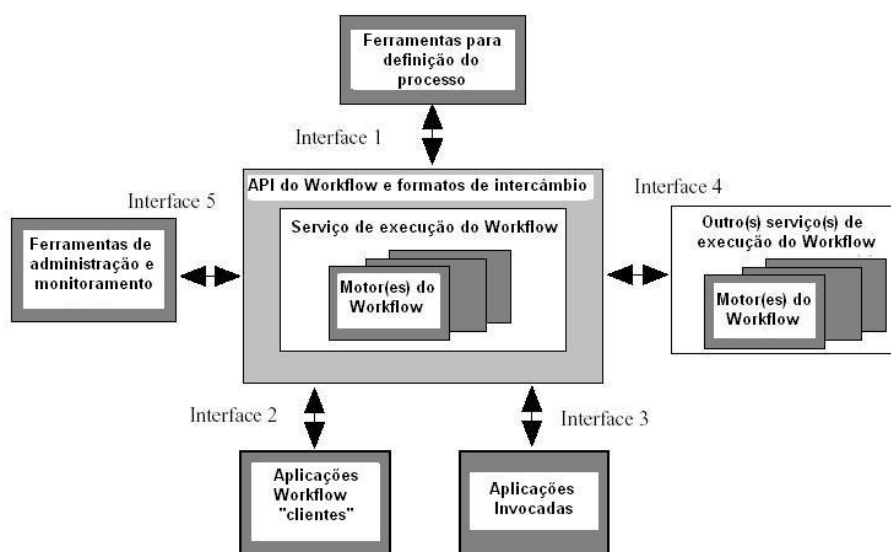 Ferramentas para
definição do
processo
Interface 1
API do Workflow e formatos de intercâmbio
Interface 4
Interface 5
Serviço de execução do Workflow
Motor(es) do
Workflow
Ferramentas de
administração e
monitoramento
Outro(s) serviço(s) de
execução do Workflow
Motor(es) do
Workflow
Interface 2
Interface 3
Aplicações
Workflow
"clientes"
Aplicações
Invocadas